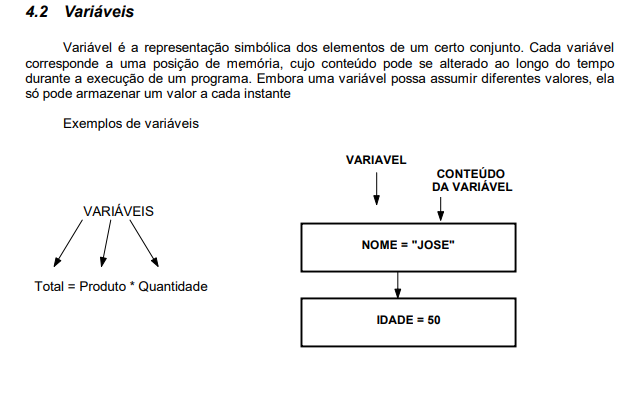 4.2 Variáveis
Variável é a representação simbólica dos elementos de um certo conjunto. Cada variável
corresponde a uma posição de memória, cujo conteúdo pode se alterado ao longo do tempo
durante a execução de um programa. Embora uma variável possa assumir diferentes valores, ela
só pode armazenar um valor a cada instante
Exemplos de variáveis
VARIÁVEIS
Total = Produto * Quantidade
VARIAVEL
CONTEÚDO
DA VARIÁVEL
NOME = "JOSE"
IDADE = 50